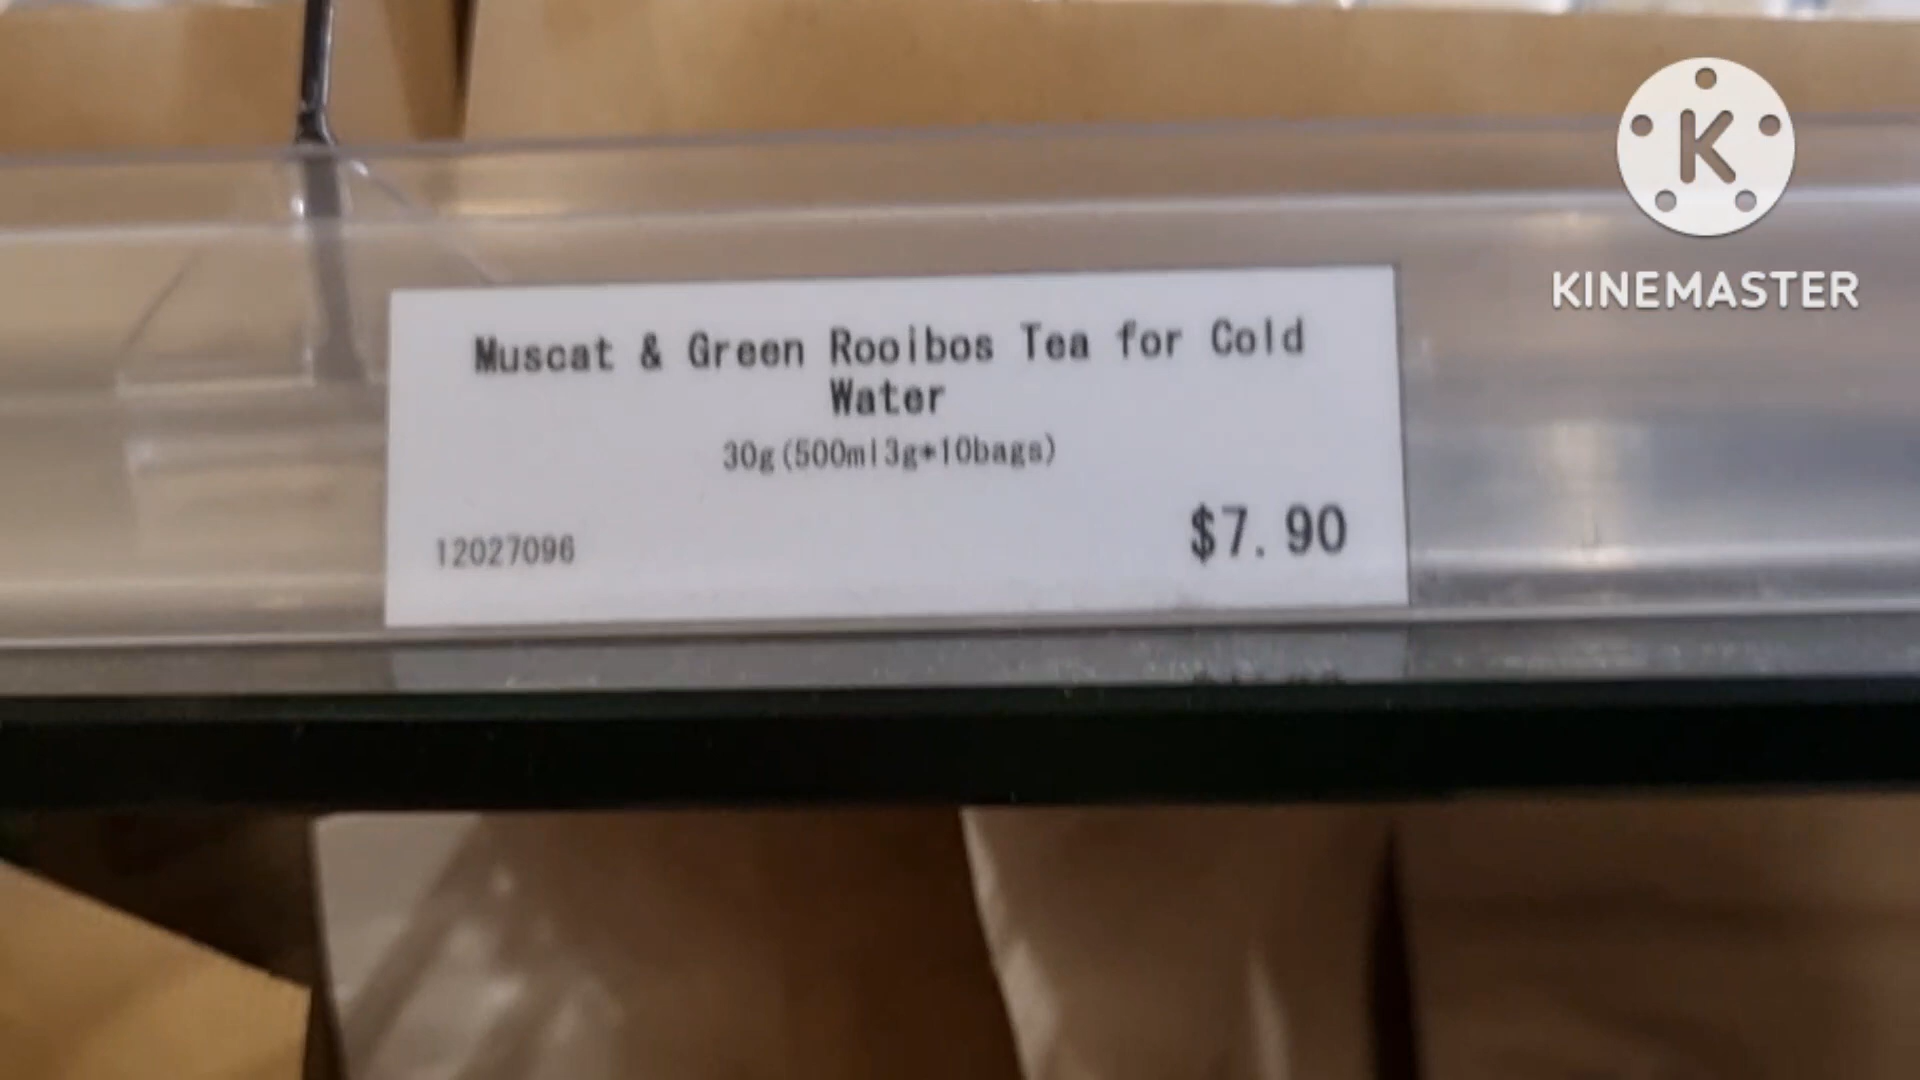 KINEMASTER
Muscat & Green Rooibos Tea for Cold
Water
30g(500ml3g*10bags)
12027096
$7.90